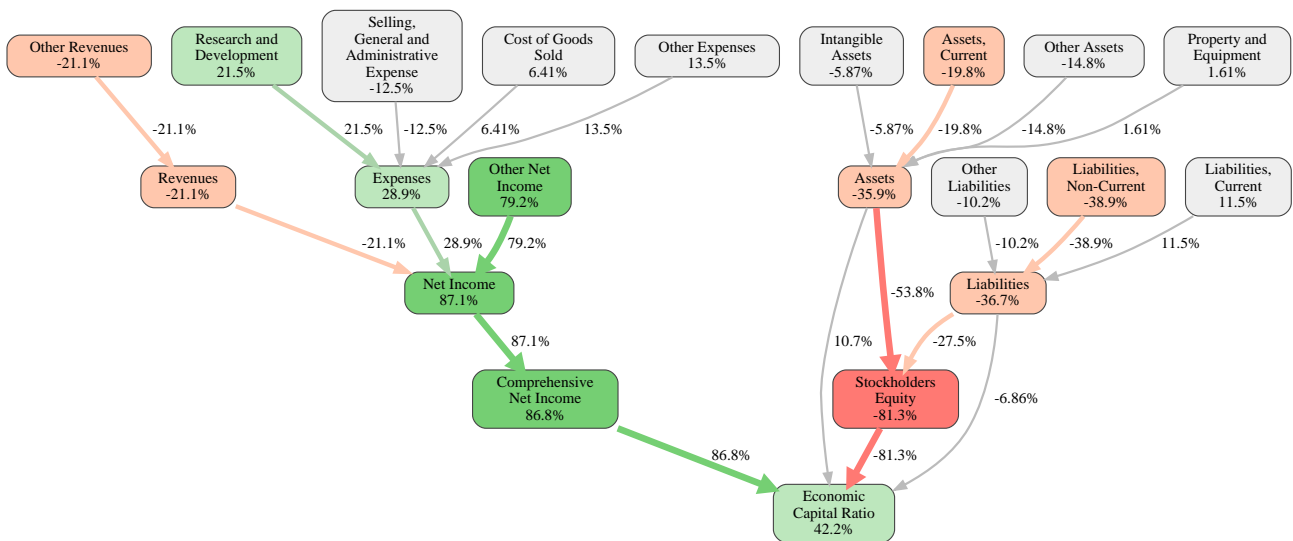 Other Revenues
-21.1%
Research and
Development
21.5%
Selling,
General and
Administrative
Expense
-12.5%
Cost of Goods
Sold
6.41%
Other Expenses
13.5%
Intangible
Assets
-5.87%
Assets,
Current
-19.8%
Other Assets
-14.8%
Property and
Equipment
1.61%
-21.1%
21.5%
-12.5%
6.41%
13.5%
-5.87%
-19.8%
-14.8%
1.61%
Revenues
-21.1%
Expenses
28.9%
Other Net
Income
79.2%
Assets
-35.9%
Other
Liabilities
-10.2%
Liabilities,
Non-Current
-38.9%
Liabilities,
Current
11.5%
-21.1%
28.9%
79.2%
-10.2%
-38.9%
11.5%
Net Income
87.1%
-53.8%
Liabilities
-36.7%
87.1%
10.7%
-27.5%
-6.86%
Comprehensive
Net Income
86.8%
Stockholders
Equity
-81.3%
86.8%
-81.3%
Economic
Capital Ratio
42.2%